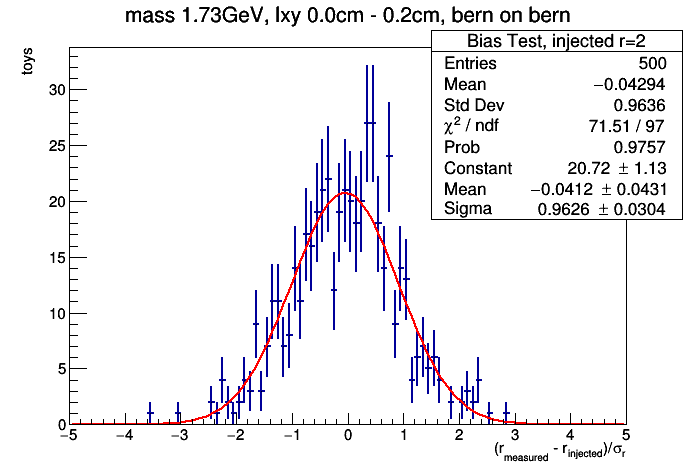 mass 1.73GeV, lxy 0.0cm - 0.2cm, bern on bern
toys
Bias Test, injected r=2
Entries 500
Mean −0.04294
Std Dev 0.9636
χ² / ndf 71.51 / 97
Prob 0.9757
Constant 20.72 ± 1.13
Mean −0.0412 ± 0.0431
Sigma 0.9626 ± 0.0304
30
25
20
15
10
5
0
−5 −4 −3 −2 −1 0 1 2 3 4 5
(r_measured - r_injected)/σ_r